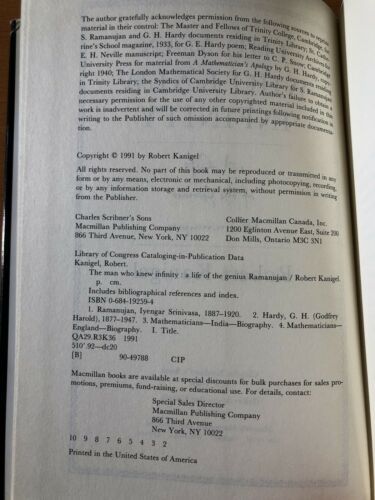 The author gratefully acknowledges permission from the following sources to reprint
material in their control: The Master and Fellows of Trinity College, Cambridge,
S. Ramanujan and G. H. Hardy documents residing in Trinity Library, St.
rine's School magazine, 1933, for G. E. Hardy poem; Reading University Archives,
E. H. Neville manuscript; Freeman Dyson for his letter to C. P. Snow; Cambridge
University Press for material from A Mathematician's Apology by G. H. Hardy,
right 1940; The London Mathematical Society for G. H. Hardy documents residing
in Trinity Library; the Syndics of Cambridge University Library for S. Ramanujan
documents residing in Cambridge University Library. Author's failure to obtain a
necessary permission for the use of any other copyrighted material included in this
work is inadvertent and will be corrected in future printings following notification in
writing to the Publisher of such omission accompanied by appropriate documenta-
tion.
Copyright © 1991 by Robert Kanigel
All rights reserved. No part of this book may be reproduced or transmitted in any
form or by any means, electronic or mechanical, including photocopying, recording,
or by any information storage and retrieval system, without permission in writing
from the Publisher.
Charles Scribner's Sons Collier Macmillan Canada, Inc.
Macmillan Publishing Company 1200 Eglinton Avenue East, Suite 200
866 Third Avenue, New York, NY 10022 Don Mills, Ontario M3C 3N1
Library of Congress Cataloging-in-Publication Data
Kanigel, Robert.
The man who knew infinity : a life of the genius Ramanujan / Robert Kanigel.
p. cm.
Includes bibliographical references and index.
ISBN 0-684-19259-4
1. Ramanujan, Iyengar Srinivasa, 1887-1920. 2. Hardy, G. H. (Godfrey
Harold), 1877-1947. 3. Mathematicians—India—Biography. 4. Mathematicians—
England—Biography. I. Title.
QA29.R3K36 1991
510'.92—dc20
[B] 90-49788 CIP
Macmillan books are available at special discounts for bulk purchases for sales pro-
motions, premiums, fund-raising, or educational use. For details, contact:
Special Sales Director
Macmillan Publishing Company
866 Third Avenue
New York, NY 10022
10 9 8 7 6 5 4 3 2
Printed in the United States of America